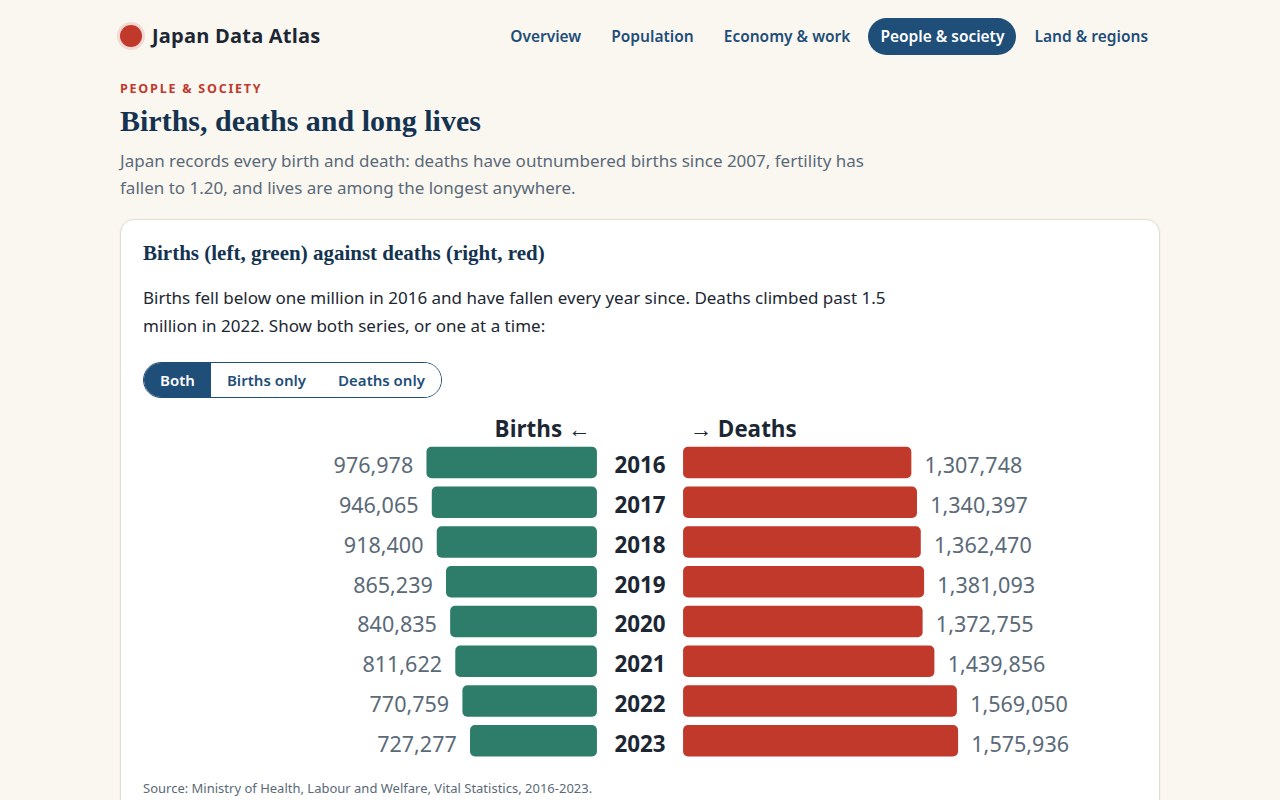 Japan Data Atlas
Overview Population Economy & work People & society Land & regions
PEOPLE & SOCIETY
Births, deaths and long lives
Japan records every birth and death: deaths have outnumbered births since 2007, fertility has
fallen to 1.20, and lives are among the longest anywhere.
Births (left, green) against deaths (right, red)
Births fell below one million in 2016 and have fallen every year since. Deaths climbed past 1.5
million in 2022. Show both series, or one at a time:
Both Births only Deaths only
Births ← → Deaths
976,978 2016 1,307,748
946,065 2017 1,340,397
918,400 2018 1,362,470
865,239 2019 1,381,093
840,835 2020 1,372,755
811,622 2021 1,439,856
770,759 2022 1,569,050
727,277 2023 1,575,936
Source: Ministry of Health, Labour and Welfare, Vital Statistics, 2016-2023.